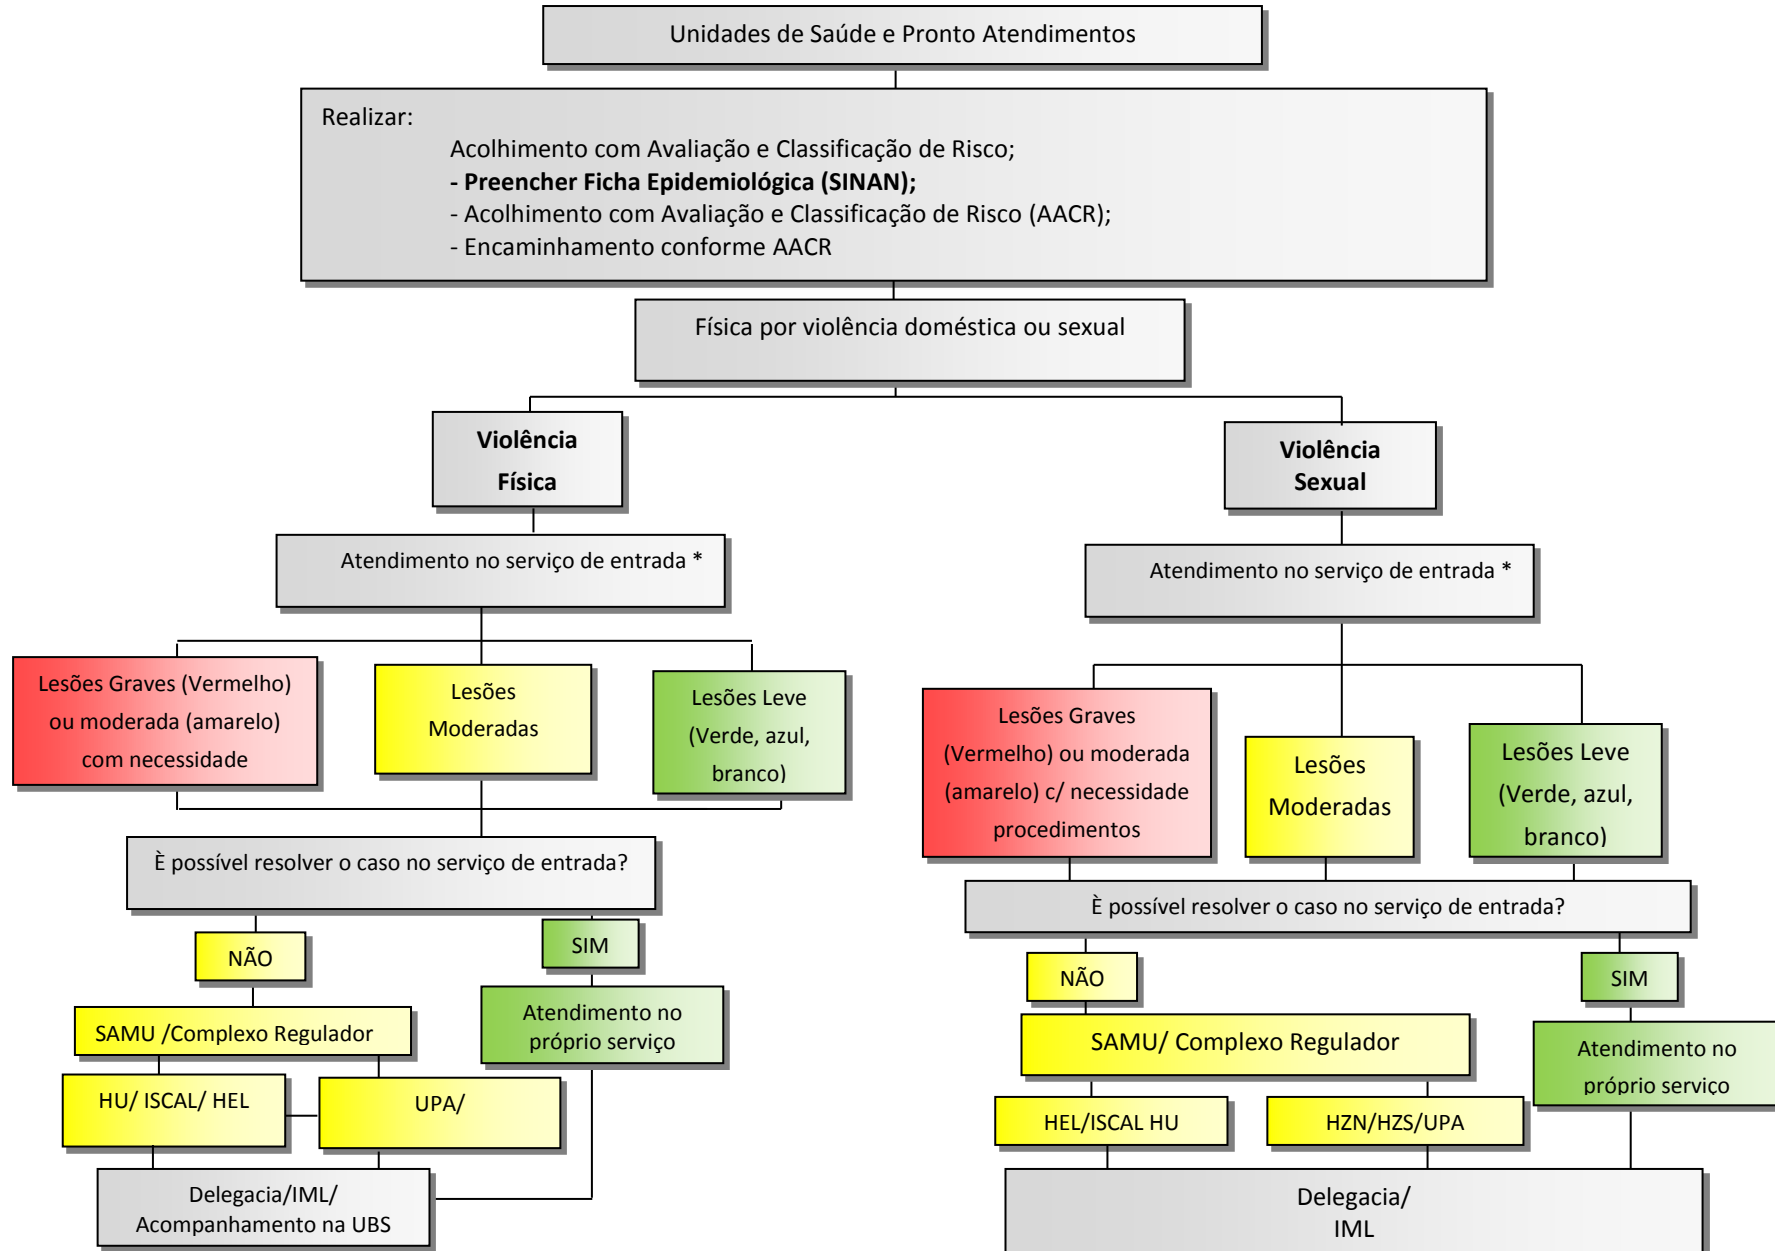 Unidades de Saúde e Pronto Atendimentos
Realizar:
Acolhimento com Avaliação e Classificação de Risco;
- Preencher Ficha Epidemiológica (SINAN);
- Acolhimento com Avaliação e Classificação de Risco (AACR);
- Encaminhamento conforme AACR
Física por violência doméstica ou sexual
Violência
Física
Atendimento no serviço de entrada *
Lesões Graves (Vermelho)
ou moderada (amarelo)
com necessidade
Lesões
Moderadas
Lesões Leve
(Verde, azul,
branco)
È possível resolver o caso no serviço de entrada?
NÃO
SIM
SAMU /Complexo Regulador
Atendimento no
próprio serviço
HU/ ISCAL/ HEL
UPA/
Delegacia/IML/
Acompanhamento na UBS
Violência
Sexual
Atendimento no serviço de entrada *
Lesões Graves
(Vermelho) ou moderada
(amarelo) c/ necessidade
procedimentos
Lesões
Moderadas
Lesões Leve
(Verde, azul,
branco)
È possível resolver o caso no serviço de entrada?
NÃO
SIM
SAMU/ Complexo Regulador
Atendimento no
próprio serviço
HEL/ISCAL HU
HZN/HZS/UPA
Delegacia/
IML